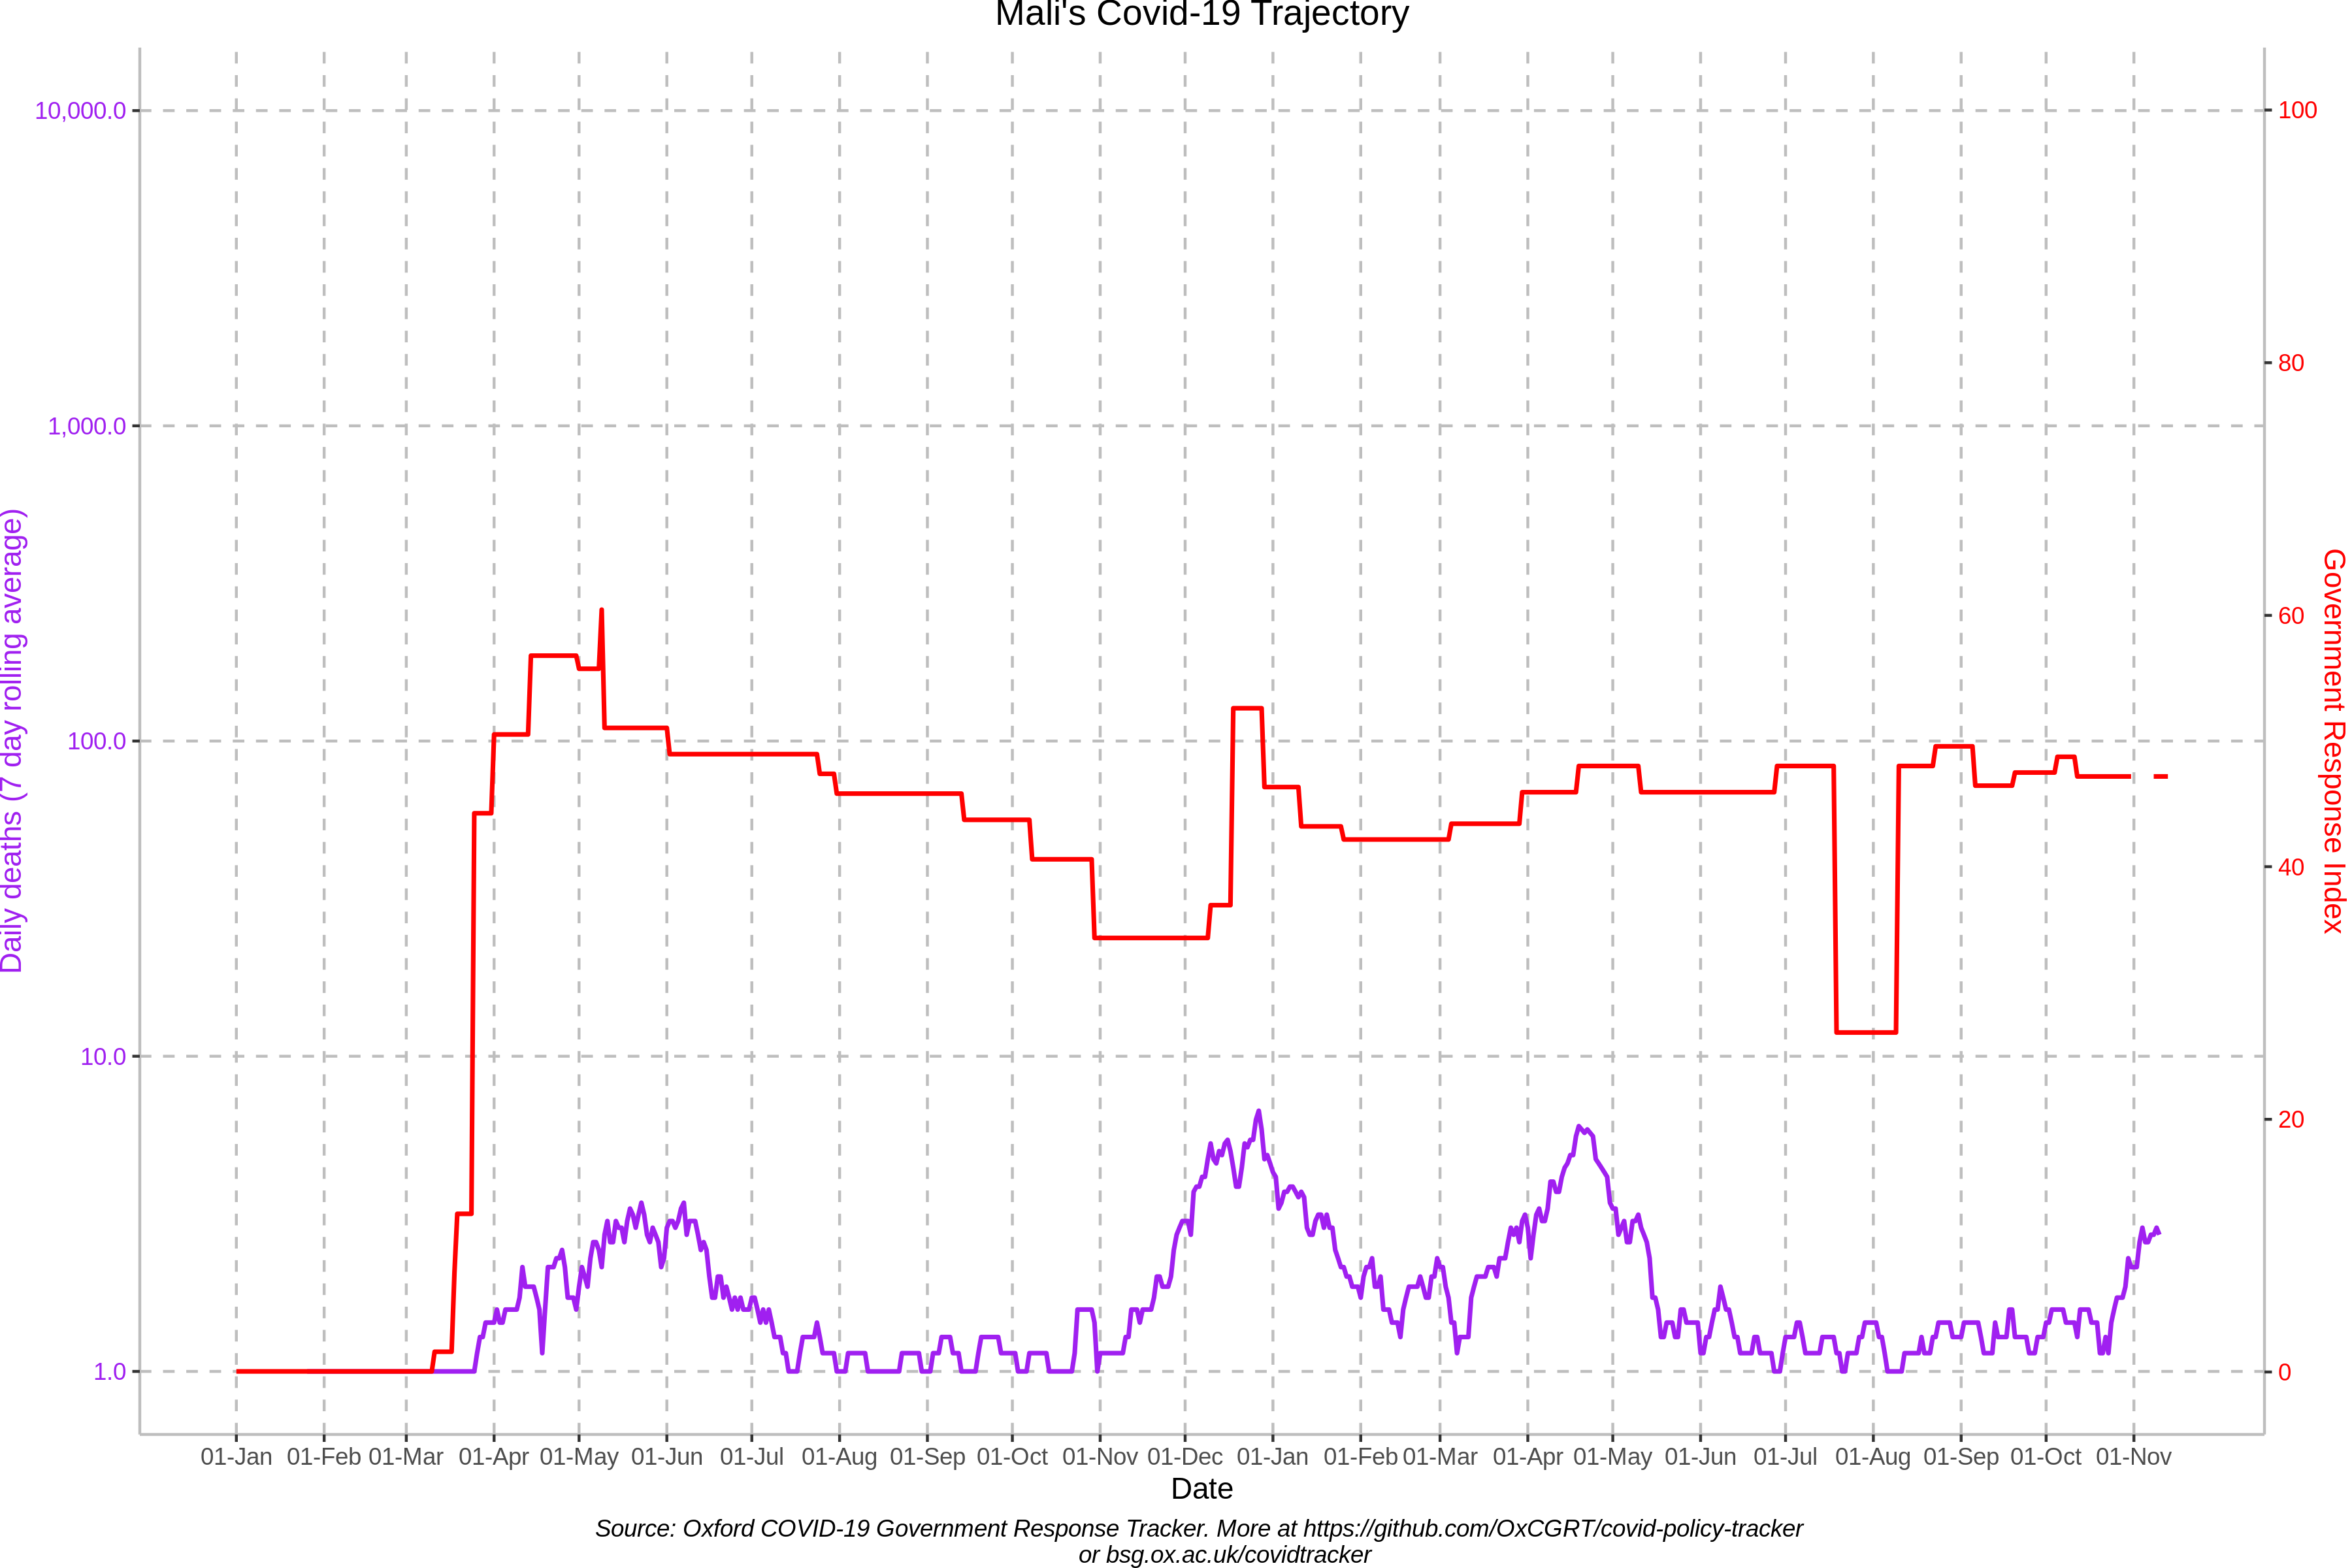 Mali's Covid-19 Trajectory
10,000.0
1,000.0
100.0
10.0
1.0
Daily deaths (7 day rolling average)
100
80
60
40
20
0
Government Response Index
01-Jan 01-Feb 01-Mar 01-Apr 01-May 01-Jun 01-Jul 01-Aug 01-Sep 01-Oct 01-Nov 01-Dec 01-Jan 01-Feb 01-Mar 01-Apr 01-May 01-Jun 01-Jul 01-Aug 01-Sep 01-Oct 01-Nov
Date
Source: Oxford COVID-19 Government Response Tracker. More at https://github.com/OxCGRT/covid-policy-tracker
or bsg.ox.ac.uk/covidtracker